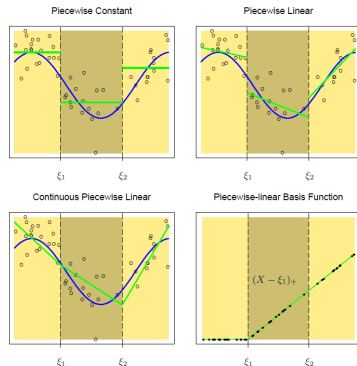 Piecewise Constant
Piecewise Linear
ξ1
ξ2
ξ1
ξ2
Continuous Piecewise Linear
Piecewise-linear Basis Function
(X − ξ1)+
ξ1
ξ2
ξ1
ξ2